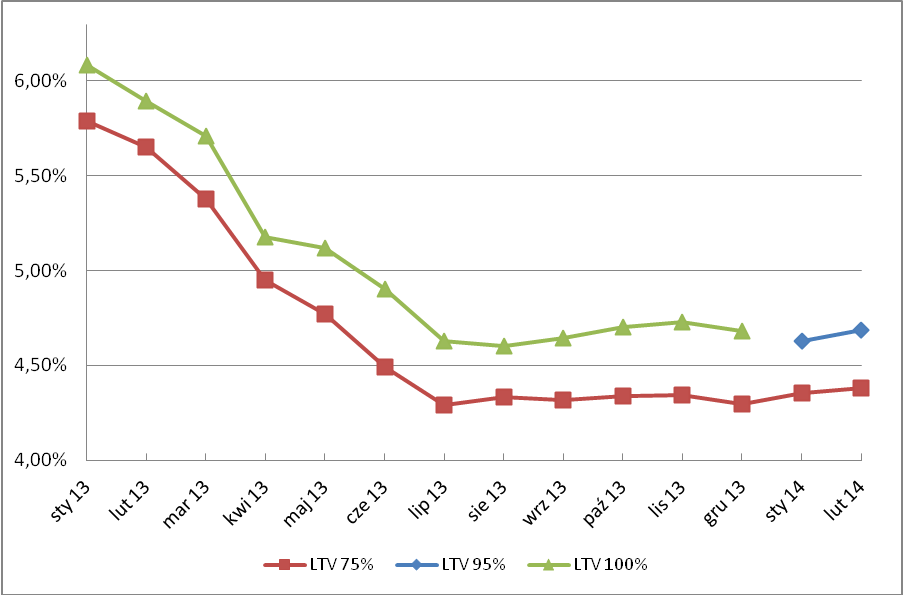 6,00%
5,50%
5,00%
4,50%
4,00%
sty 13
lut 13
mar 13
kwi 13
maj 13
cze 13
lip 13
sie 13
wrz 13
paź 13
lis 13
gru 13
sty 14
lut 14
LTV 75% LTV 95% LTV 100%